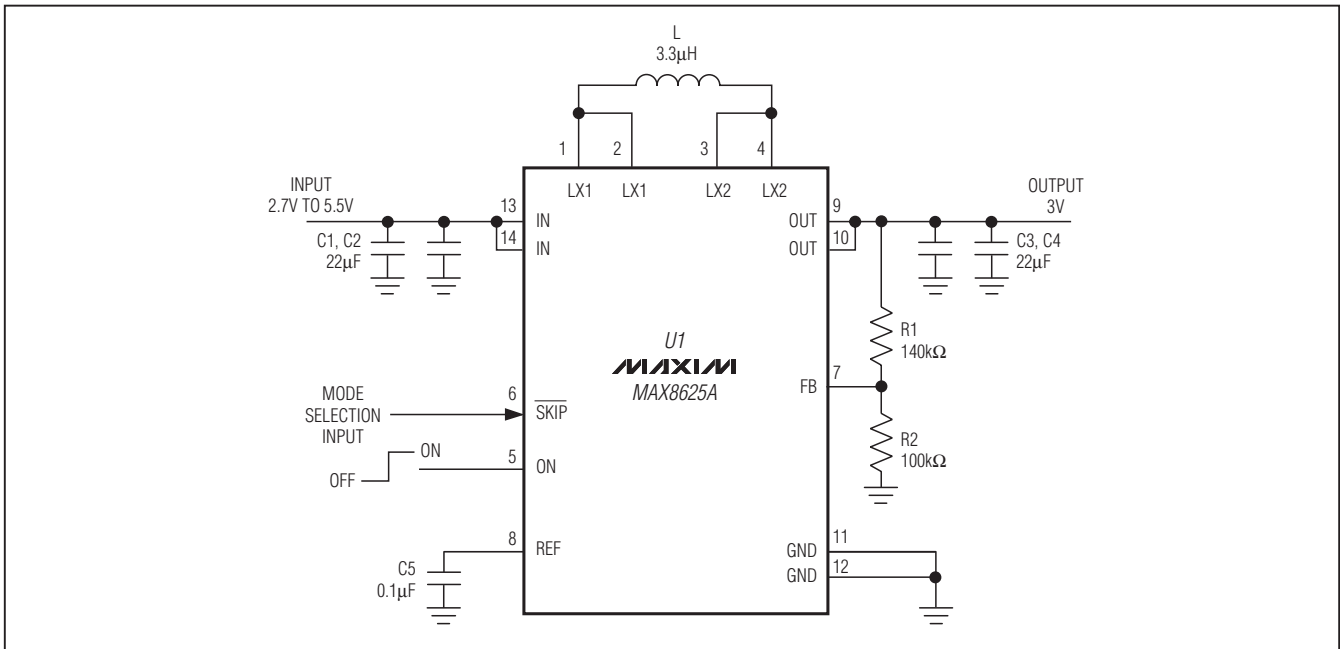 L
3.3μH
1 2 3 4
LX1 LX1 LX2 LX2
INPUT
2.7V TO 5.5V
13
IN
14
IN
C1, C2
22μF
OUTPUT
3V
9
OUT
10
OUT
C3, C4
22μF
R1
140kΩ
U1
MAXIM
MAX8625A
7
FB
R2
100kΩ
MODE
SELECTION
INPUT
6
SKIP
OFF
ON
5
ON
8
REF
C5
0.1μF
11
GND
12
GND